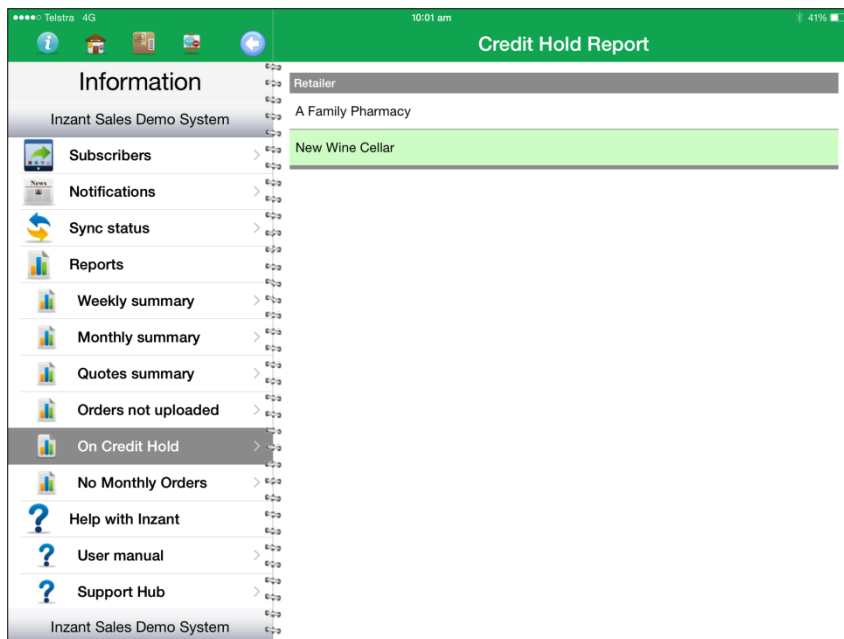 Telstra 4G
10:01 am
41%
Credit Hold Report
Information
Inzant Sales Demo System
Subscribers
News
Notifications
Sync status
Reports
Weekly summary
Monthly summary
Quotes summary
Orders not uploaded
On Credit Hold
No Monthly Orders
Help with Inzant
User manual
Support Hub
Inzant Sales Demo System
Retailer
A Family Pharmacy
New Wine Cellar